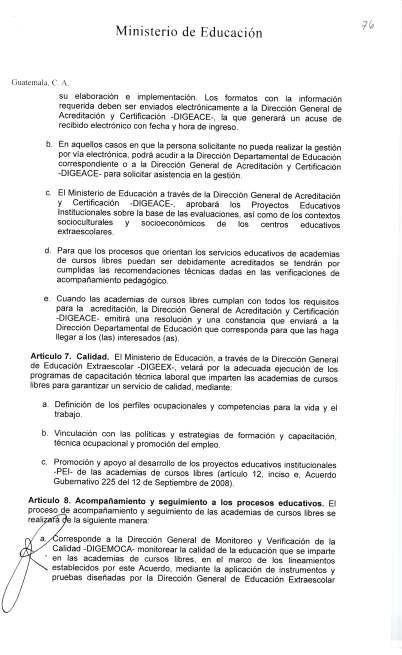 76
Ministerio de Educación
Guatemala, C. A.
su elaboración e implementación. Los formatos con la información
requerida deben ser enviados electrónicamente a la Dirección General de
Acreditación y Certificación -DIGEACE-, la que generará un acuse de
recibido electrónico con fecha y hora de ingreso.
b. En aquellos casos en que la persona solicitante no pueda realizar la gestión
por vía electrónica, podrá acudir a la Dirección Departamental de Educación
correspondiente o a la Dirección General de Acreditación y Certificación
-DIGEACE- para solicitar asistencia en la gestión.
c. El Ministerio de Educación a través de la Dirección General de Acreditación
y Certificación -DIGEACE-, aprobará los Proyectos Educativos
Institucionales sobre la base de las evaluaciones, así como de los contextos
socioculturales y socioeconómicos de los centros educativos
extraescolares.
d. Para que los procesos que orientan los servicios educativos de academias
de cursos libres puedan ser debidamente acreditados se tendrán por
cumplidas las recomendaciones técnicas dadas en las verificaciones de
acompañamiento pedagógico.
e. Cuando las academias de cursos libres cumplan con todos los requisitos
para la acreditación, la Dirección General de Acreditación y Certificación
-DIGEACE- emitirá una resolución y una constancia que enviará a la
Dirección Departamental de Educación que corresponda para que las haga
llegar a los (las) interesados (as).
Artículo 7. Calidad. El Ministerio de Educación, a través de la Dirección General
de Educación Extraescolar -DIGEEX-, velará por la adecuada ejecución de los
programas de capacitación técnica laboral que imparten las academias de cursos
libres para garantizar un servicio de calidad, mediante:
a. Definición de los perfiles ocupacionales y competencias para la vida y el
trabajo.
b. Vinculación con las políticas y estrategias de formación y capacitación,
técnica ocupacional y promoción del empleo.
c. Promoción y apoyo al desarrollo de los proyectos educativos institucionales
-PEI- de las academias de cursos libres (artículo 12, inciso e, Acuerdo
Gubernativo 225 del 12 de Septiembre de 2008).
Artículo 8. Acompañamiento y seguimiento a los procesos educativos. El
proceso de acompañamiento y seguimiento de las academias de cursos libres se
realizará de la siguiente manera:
a. Corresponde a la Dirección General de Monitoreo y Verificación de la
Calidad -DIGEMOCA- monitorear la calidad de la educación que se imparte
en las academias de cursos libres, en el marco de los lineamientos
establecidos por este Acuerdo, mediante la aplicación de instrumentos y
pruebas diseñadas por la Dirección General de Educación Extraescolar